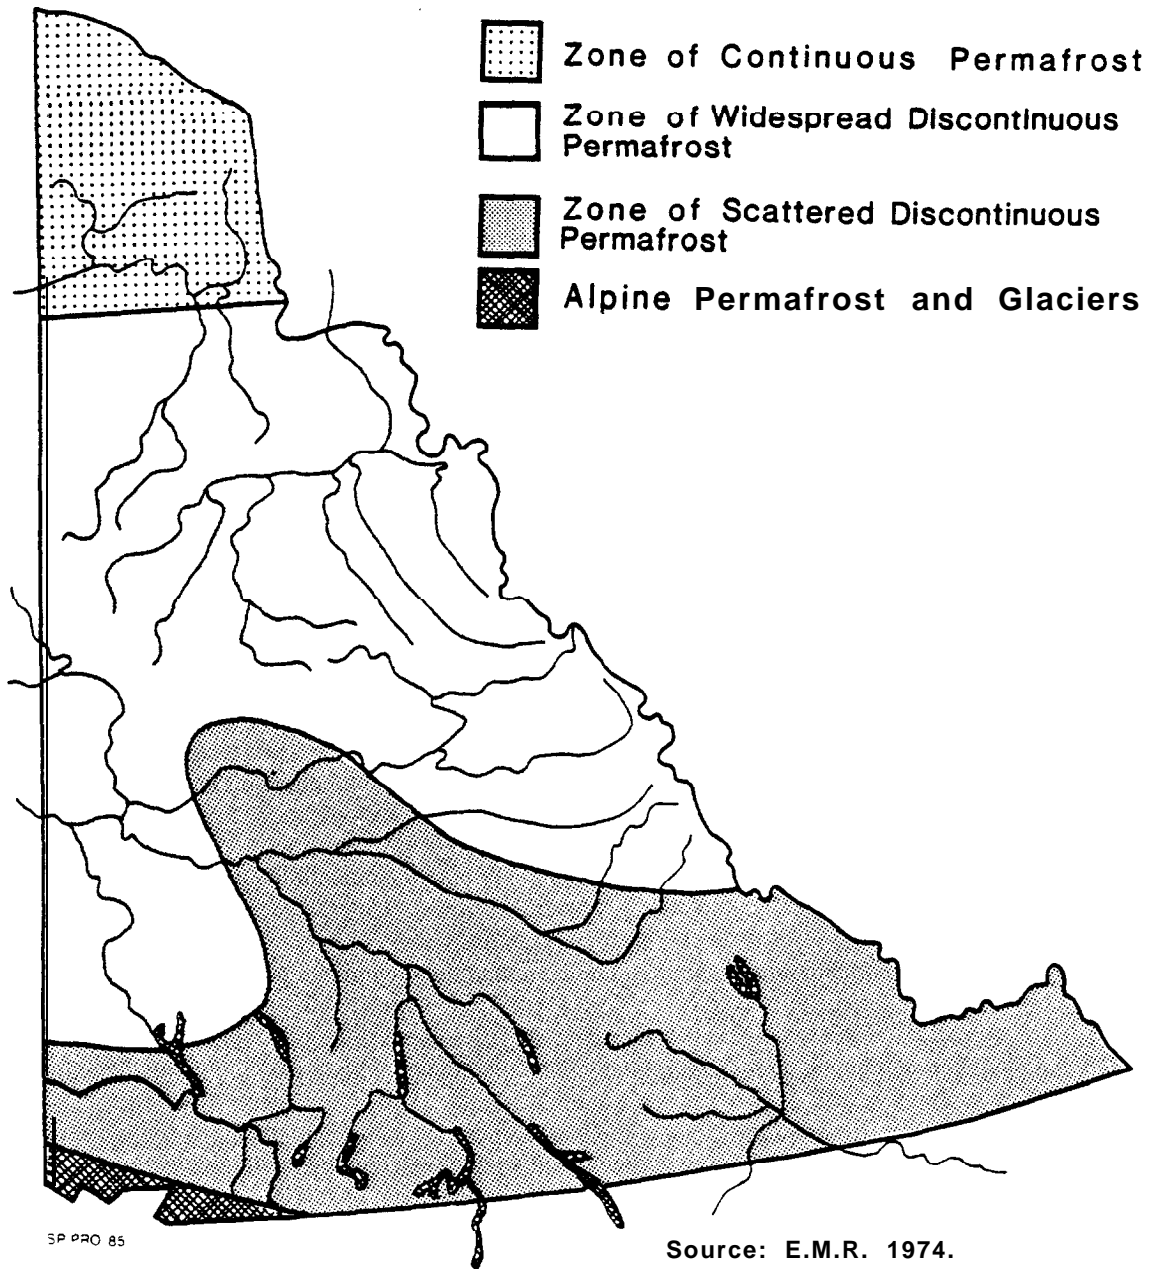 Zone of Continuous Permafrost
Zone of Widespread Discontinuous
Permafrost
Zone of Scattered Discontinuous
Permafrost
Alpine Permafrost and Glaciers
SP PRO 85
Source: E.M.R. 1974.